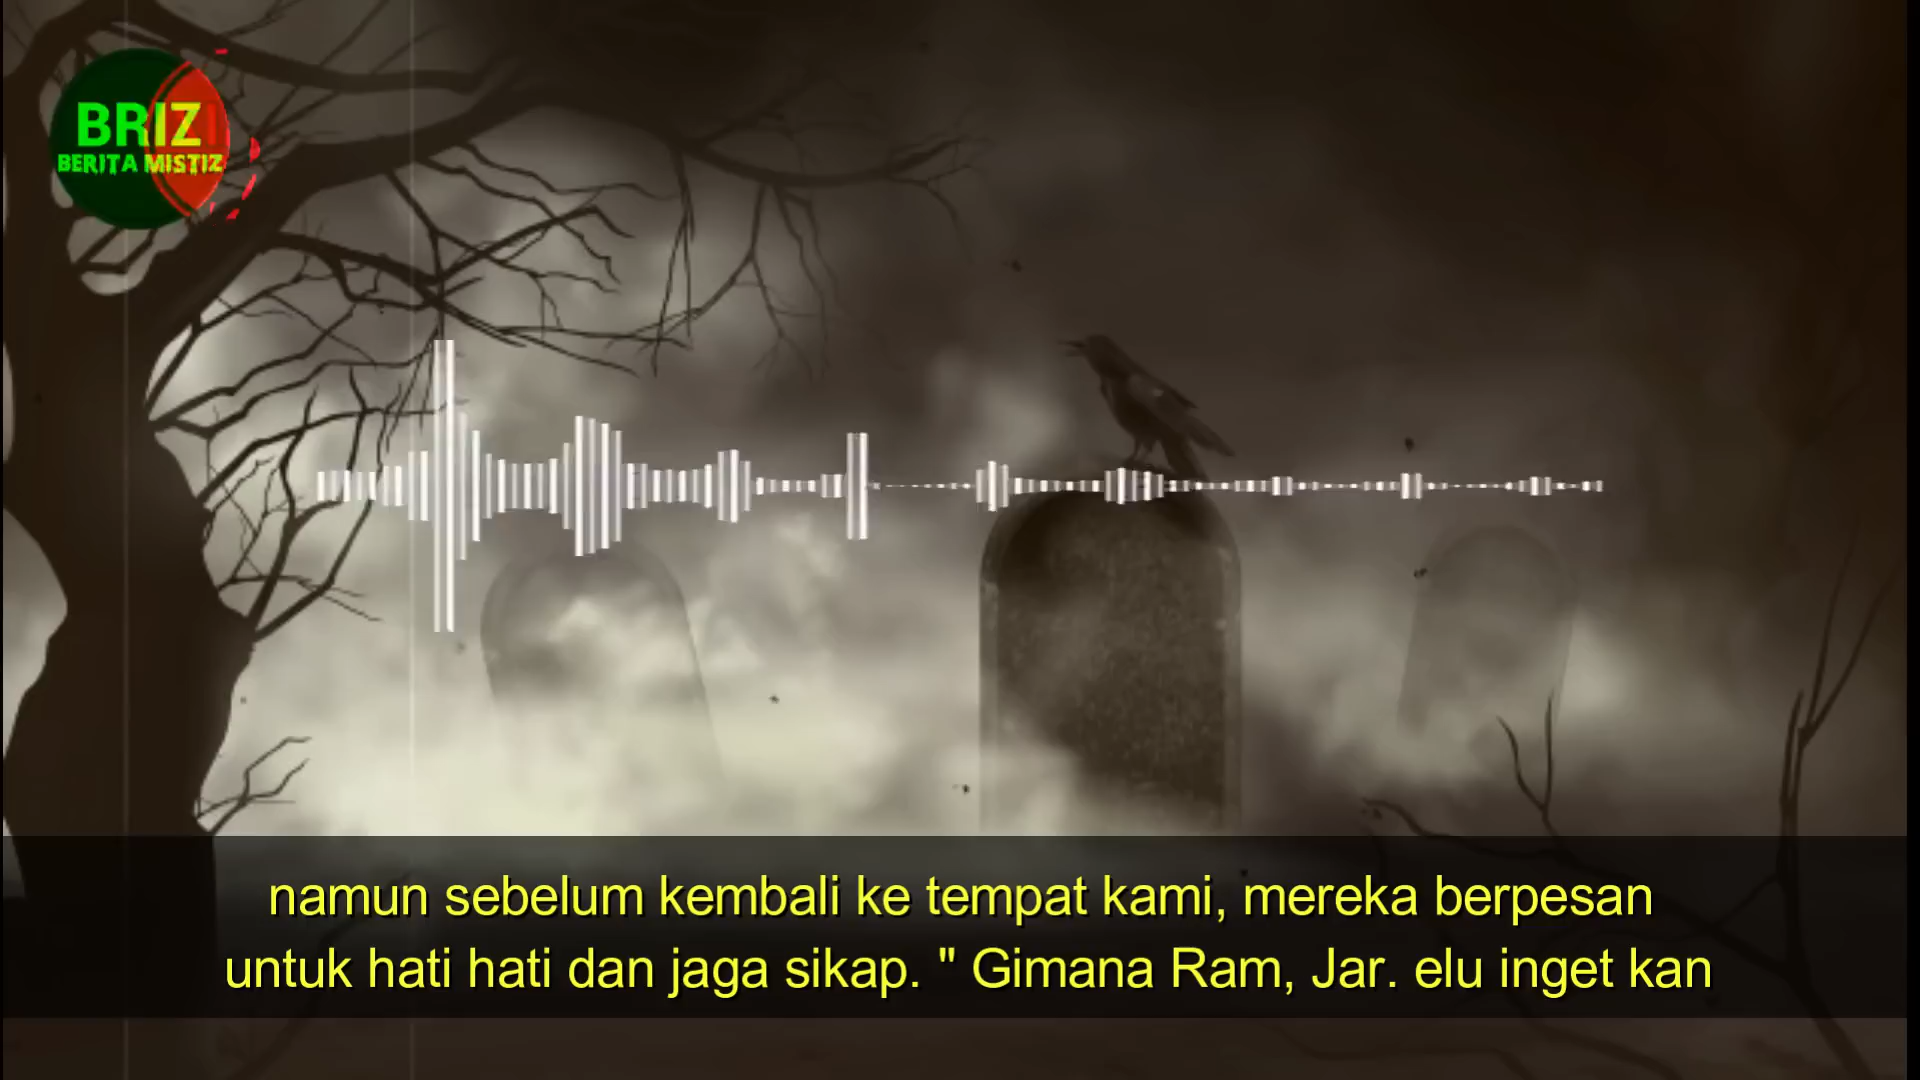 BRIZI
BERITA MISTIZ
namun sebelum kembali ke tempat kami, mereka berpesan
untuk hati hati dan jaga sikap. " Gimana Ram, Jar. elu inget kan